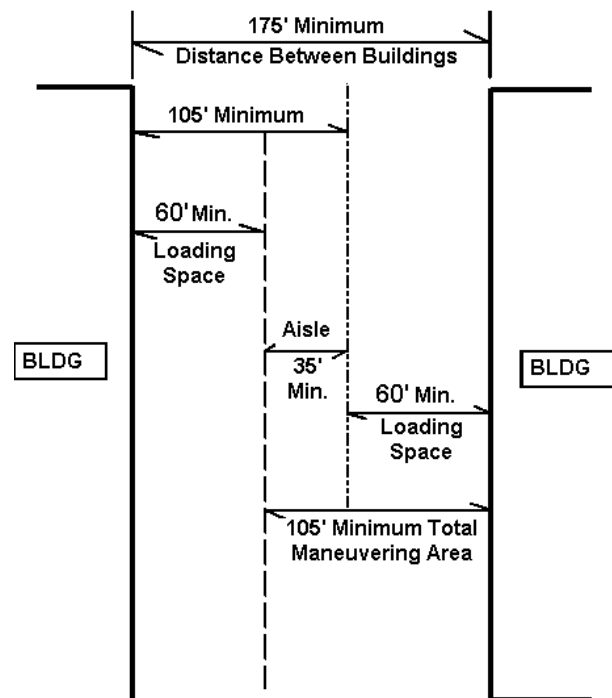 175' Minimum
Distance Between Buildings
105' Minimum
60' Min.
Loading
Space
Aisle
35'
Min.
BLDG
BLDG
60' Min.
Loading
Space
105' Minimum Total
Maneuvering Area